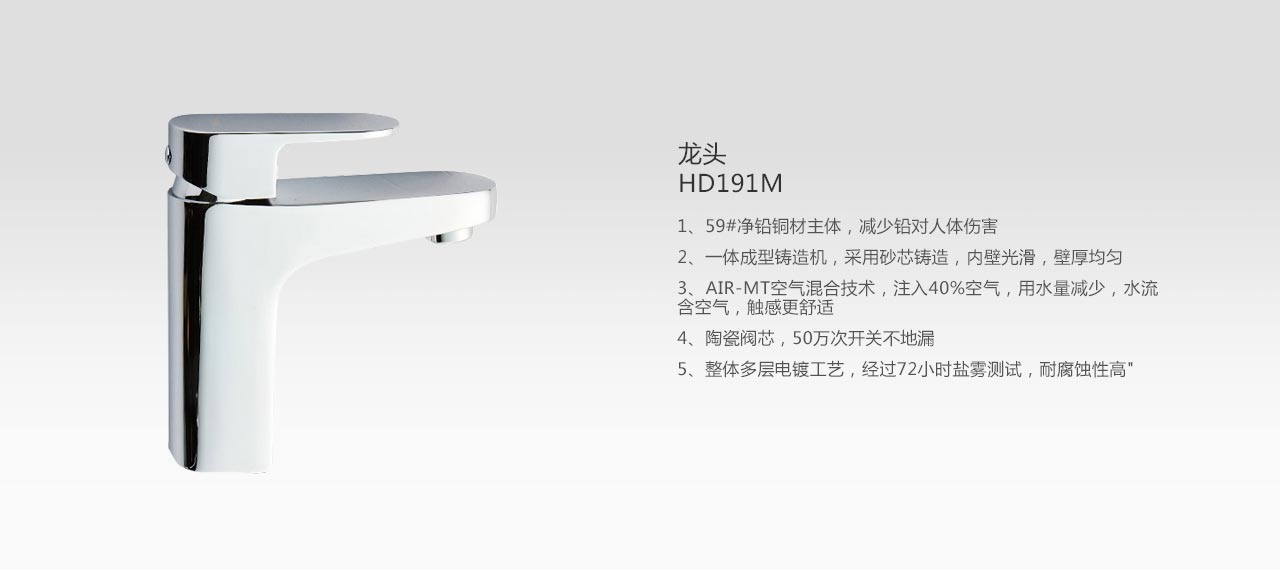 龙头
HD191M
1、59#净铅铜材主体，减少铅对人体伤害
2、一体成型铸造机，采用砂芯铸造，内壁光滑，壁厚均匀
3、AIR-MT空气混合技术，注入40%空气，用水量减少，水流
含空气，触感更舒适
4、陶瓷阀芯，50万次开关不地漏
5、整体多层电镀工艺，经过72小时盐雾测试，耐腐蚀性高"